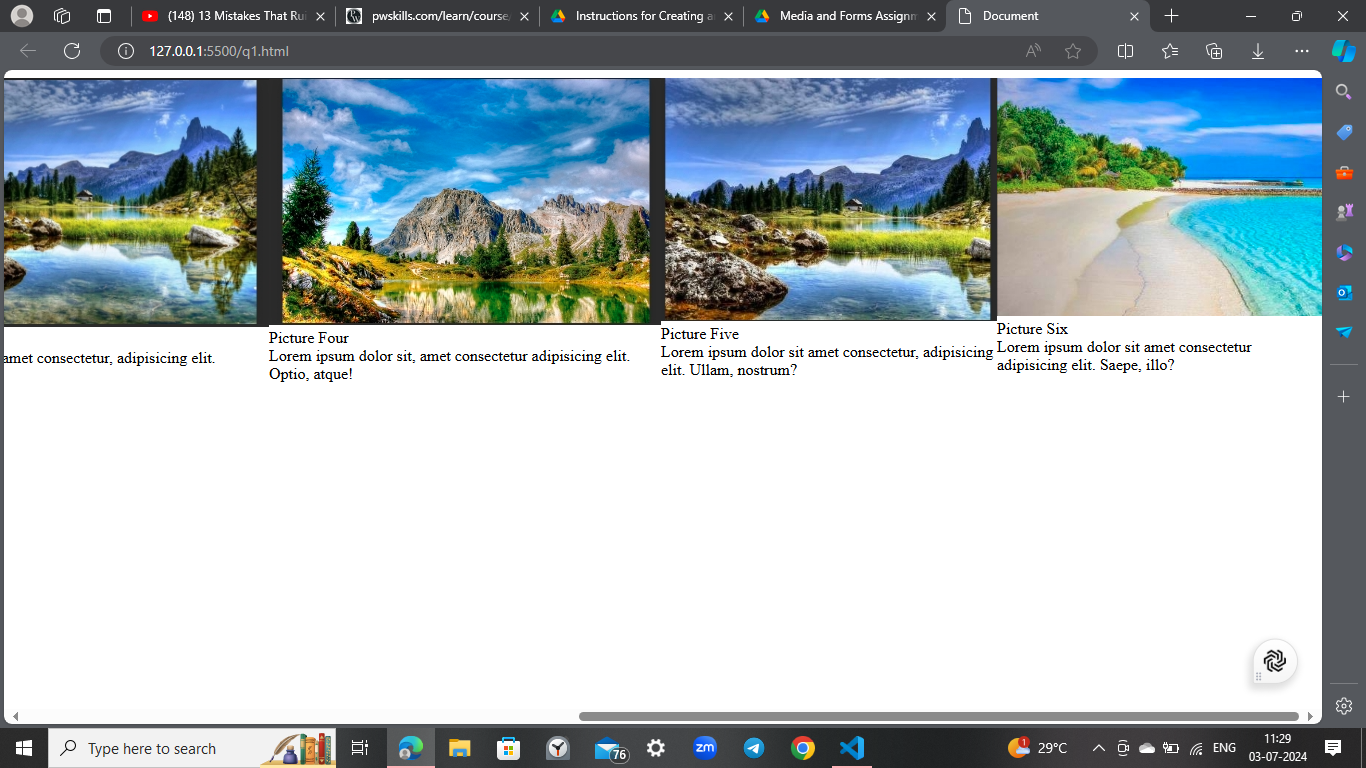 (148) 13 Mistakes That Rui
pwskills.com/learn/course/
Instructions for Creating a
Media and Forms Assignm
Document
127.0.0.1:5500/q1.html
amet consectetur, adipisicing elit.
Picture Four
Lorem ipsum dolor sit, amet consectetur adipisicing elit.
Optio, atque!
Picture Five
Lorem ipsum dolor sit amet consectetur, adipisicing
elit. Ullam, nostrum?
Picture Six
Lorem ipsum dolor sit amet consectetur
adipisicing elit. Saepe, illo?
Type here to search
76
zm
1
29°C
ENG
11:29
03-07-2024